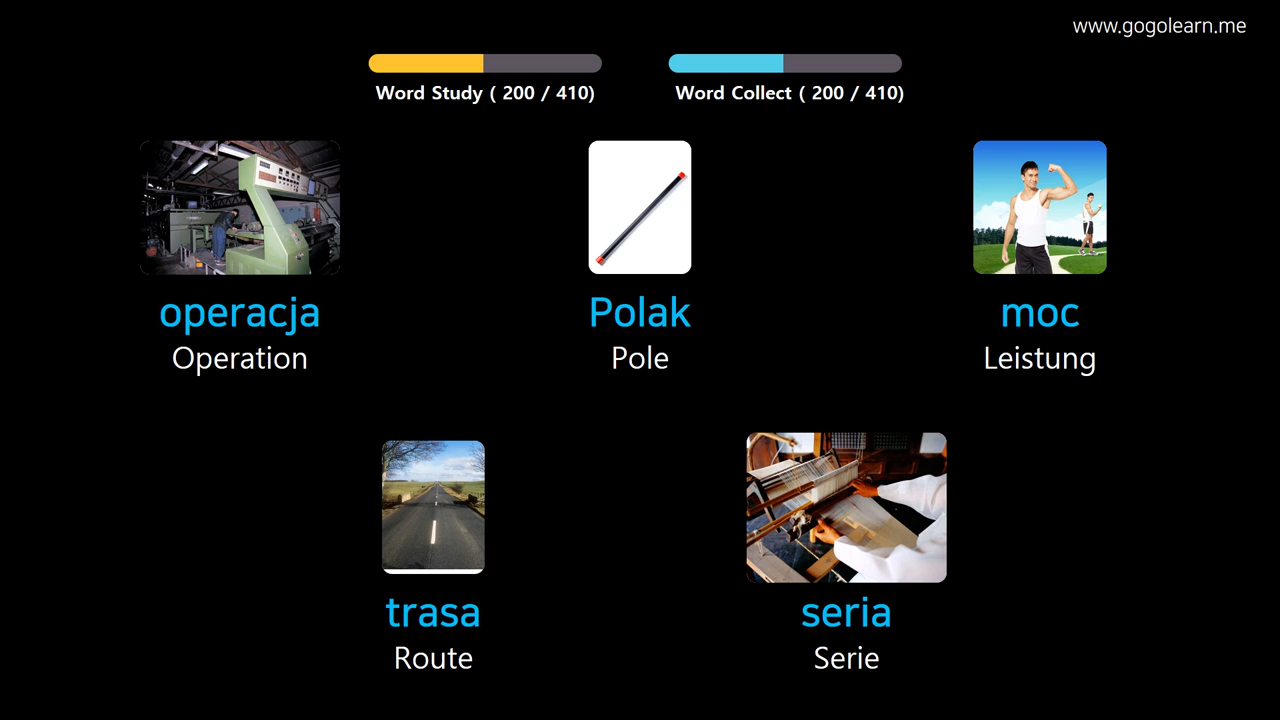 www.gogolearn.me
Word Study ( 200 / 410)
Word Collect ( 200 / 410)
operacja
Operation
Polak
Pole
moc
Leistung
trasa
Route
seria
Serie